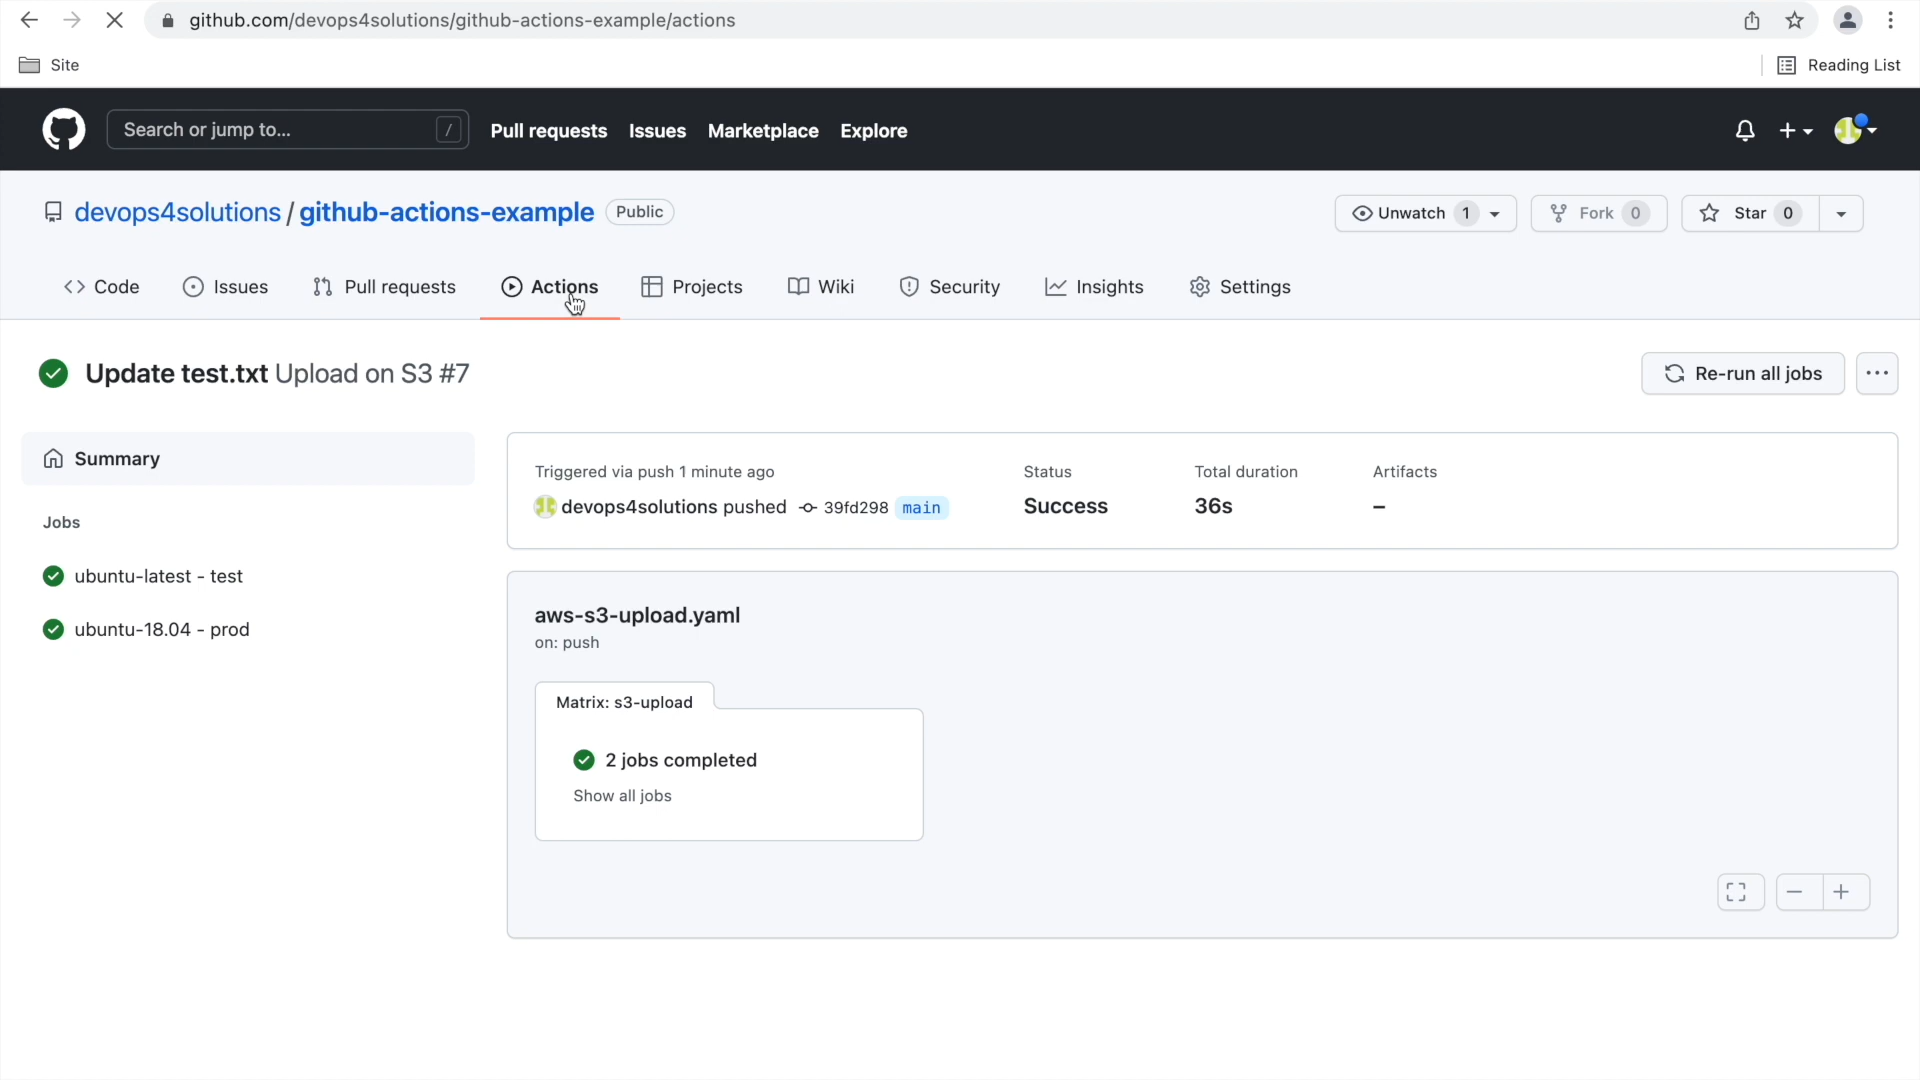 github.com/devops4solutions/github-actions-example/actions
Site
Reading List
Search or jump to... /
Pull requests Issues Marketplace Explore
devops4solutions / github-actions-example Public
Unwatch 1 Fork 0 Star 0
Code Issues Pull requests Actions Projects Wiki Security Insights Settings
Update test.txt Upload on S3 #7
Re-run all jobs
Summary
Jobs
ubuntu-latest - test
ubuntu-18.04 - prod
Triggered via push 1 minute ago Status Total duration Artifacts
devops4solutions pushed 39fd298 main Success 36s –
aws-s3-upload.yaml
on: push
Matrix: s3-upload
2 jobs completed
Show all jobs